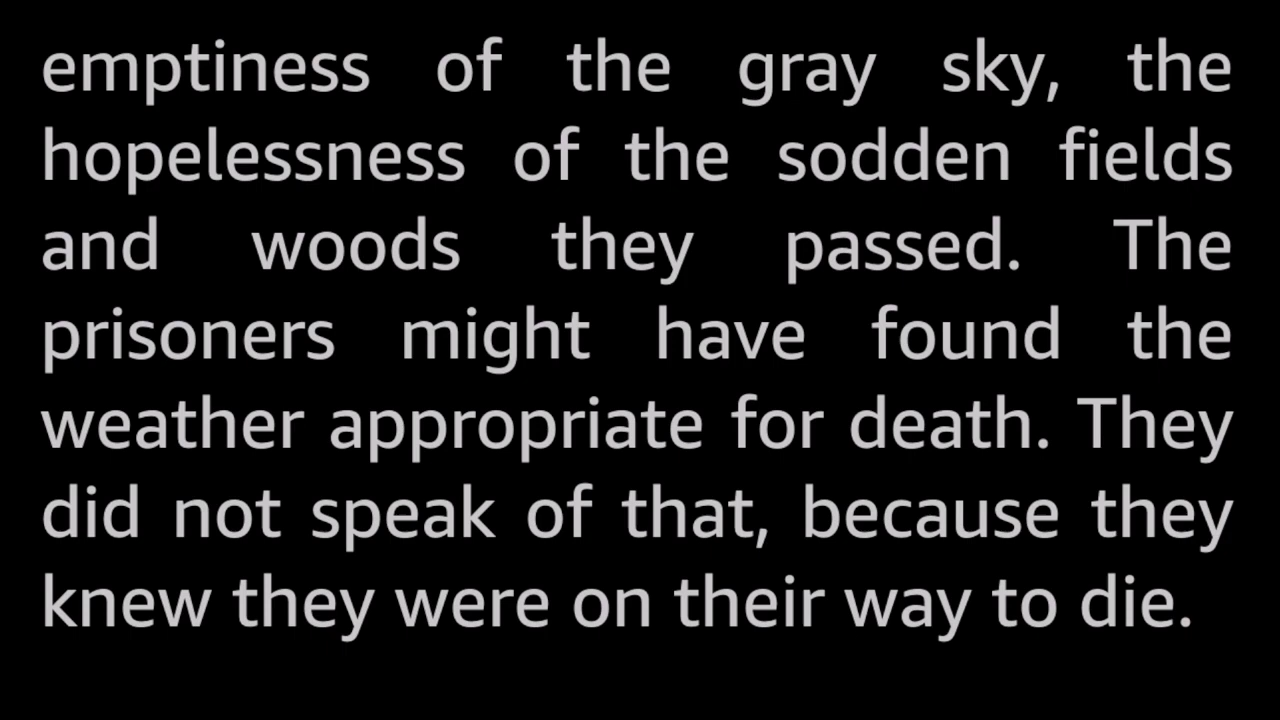 emptiness of the gray sky, the
hopelessness of the sodden fields
and woods they passed. The
prisoners might have found the
weather appropriate for death. They
did not speak of that, because they
knew they were on their way to die.